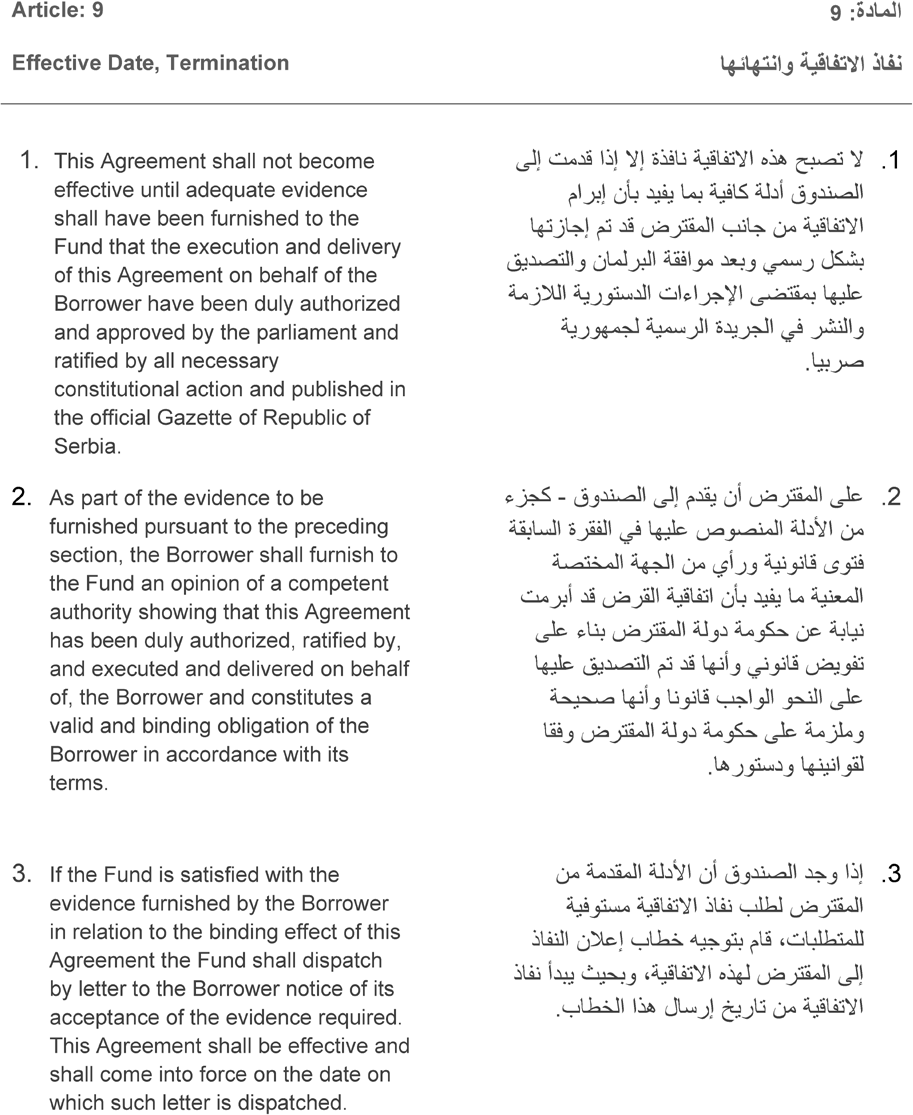 Article: 9
المادة: 9
Effective Date, Termination
نفاذ الاتفاقية وانتهائها
1. This Agreement shall not become
effective until adequate evidence
shall have been furnished to the
Fund that the execution and delivery
of this Agreement on behalf of the
Borrower have been duly authorized
and approved by the parliament and
ratified by all necessary
constitutional action and published in
the official Gazette of Republic of
Serbia.
1. لا تصبح هذه الاتفاقية نافذة إلا إذا قدمت إلى
الصندوق أدلة كافية بما يفيد بأن إبرام
الاتفاقية من جانب المقترض قد تم إجازتها
بشكل رسمي وبعد موافقة البرلمان والتصديق
عليها بمقتضى الإجراءات الدستورية اللازمة
والنشر في الجريدة الرسمية لجمهورية
صربيا.
2. As part of the evidence to be
furnished pursuant to the preceding
section, the Borrower shall furnish to
the Fund an opinion of a competent
authority showing that this Agreement
has been duly authorized, ratified by,
and executed and delivered on behalf
of, the Borrower and constitutes a
valid and binding obligation of the
Borrower in accordance with its
terms.
2. على المقترض أن يقدم إلى الصندوق - كجزء
من الأدلة المنصوص عليها في الفقرة السابقة
فتوى قانونية ورأي من الجهة المختصة
المعنية ما يفيد بأن اتفاقية القرض قد أبرمت
نيابة عن حكومة دولة المقترض بناء على
تفويض قانوني وأنها قد تم التصديق عليها
على النحو الواجب قانونا وأنها صحيحة
وملزمة على حكومة دولة المقترض وفقا
لقوانينها ودستورها.
3. If the Fund is satisfied with the
evidence furnished by the Borrower
in relation to the binding effect of this
Agreement the Fund shall dispatch
by letter to the Borrower notice of its
acceptance of the evidence required.
This Agreement shall be effective and
shall come into force on the date on
which such letter is dispatched.
3. إذا وجد الصندوق أن الأدلة المقدمة من
المقترض لطلب نفاذ الاتفاقية مستوفية
للمتطلبات، قام بتوجيه خطاب إعلان النفاذ
إلى المقترض لهذه الاتفاقية، وبحيث يبدأ نفاذ
الاتفاقية من تاريخ إرسال هذا الخطاب.